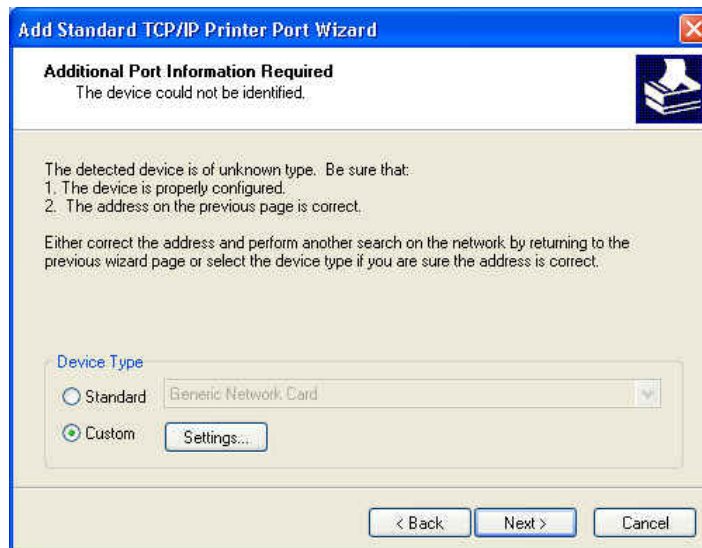 Add Standard TCP/IP Printer Port Wizard
Additional Port Information Required
The device could not be identified.
The detected device is of unknown type.  Be sure that:
1. The device is properly configured.
2.  The address on the previous page is correct.
Either correct the address and perform another search on the network by returning to the
previous wizard page or select the device type if you are sure the address is correct.
Device Type
Standard
Generic Network Card
Custom
Settings...
< Back
Next >
Cancel